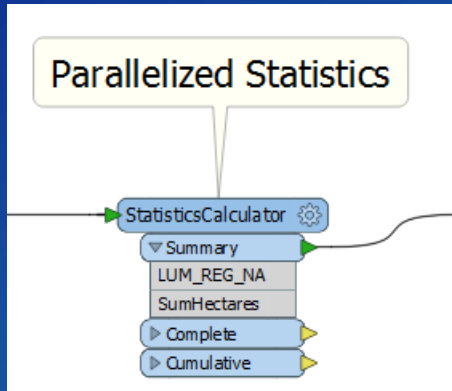 Parallelized Statistics
StatisticsCalculator
Summary
LUM_REG_NA
SumHectares
Complete
Cumulative